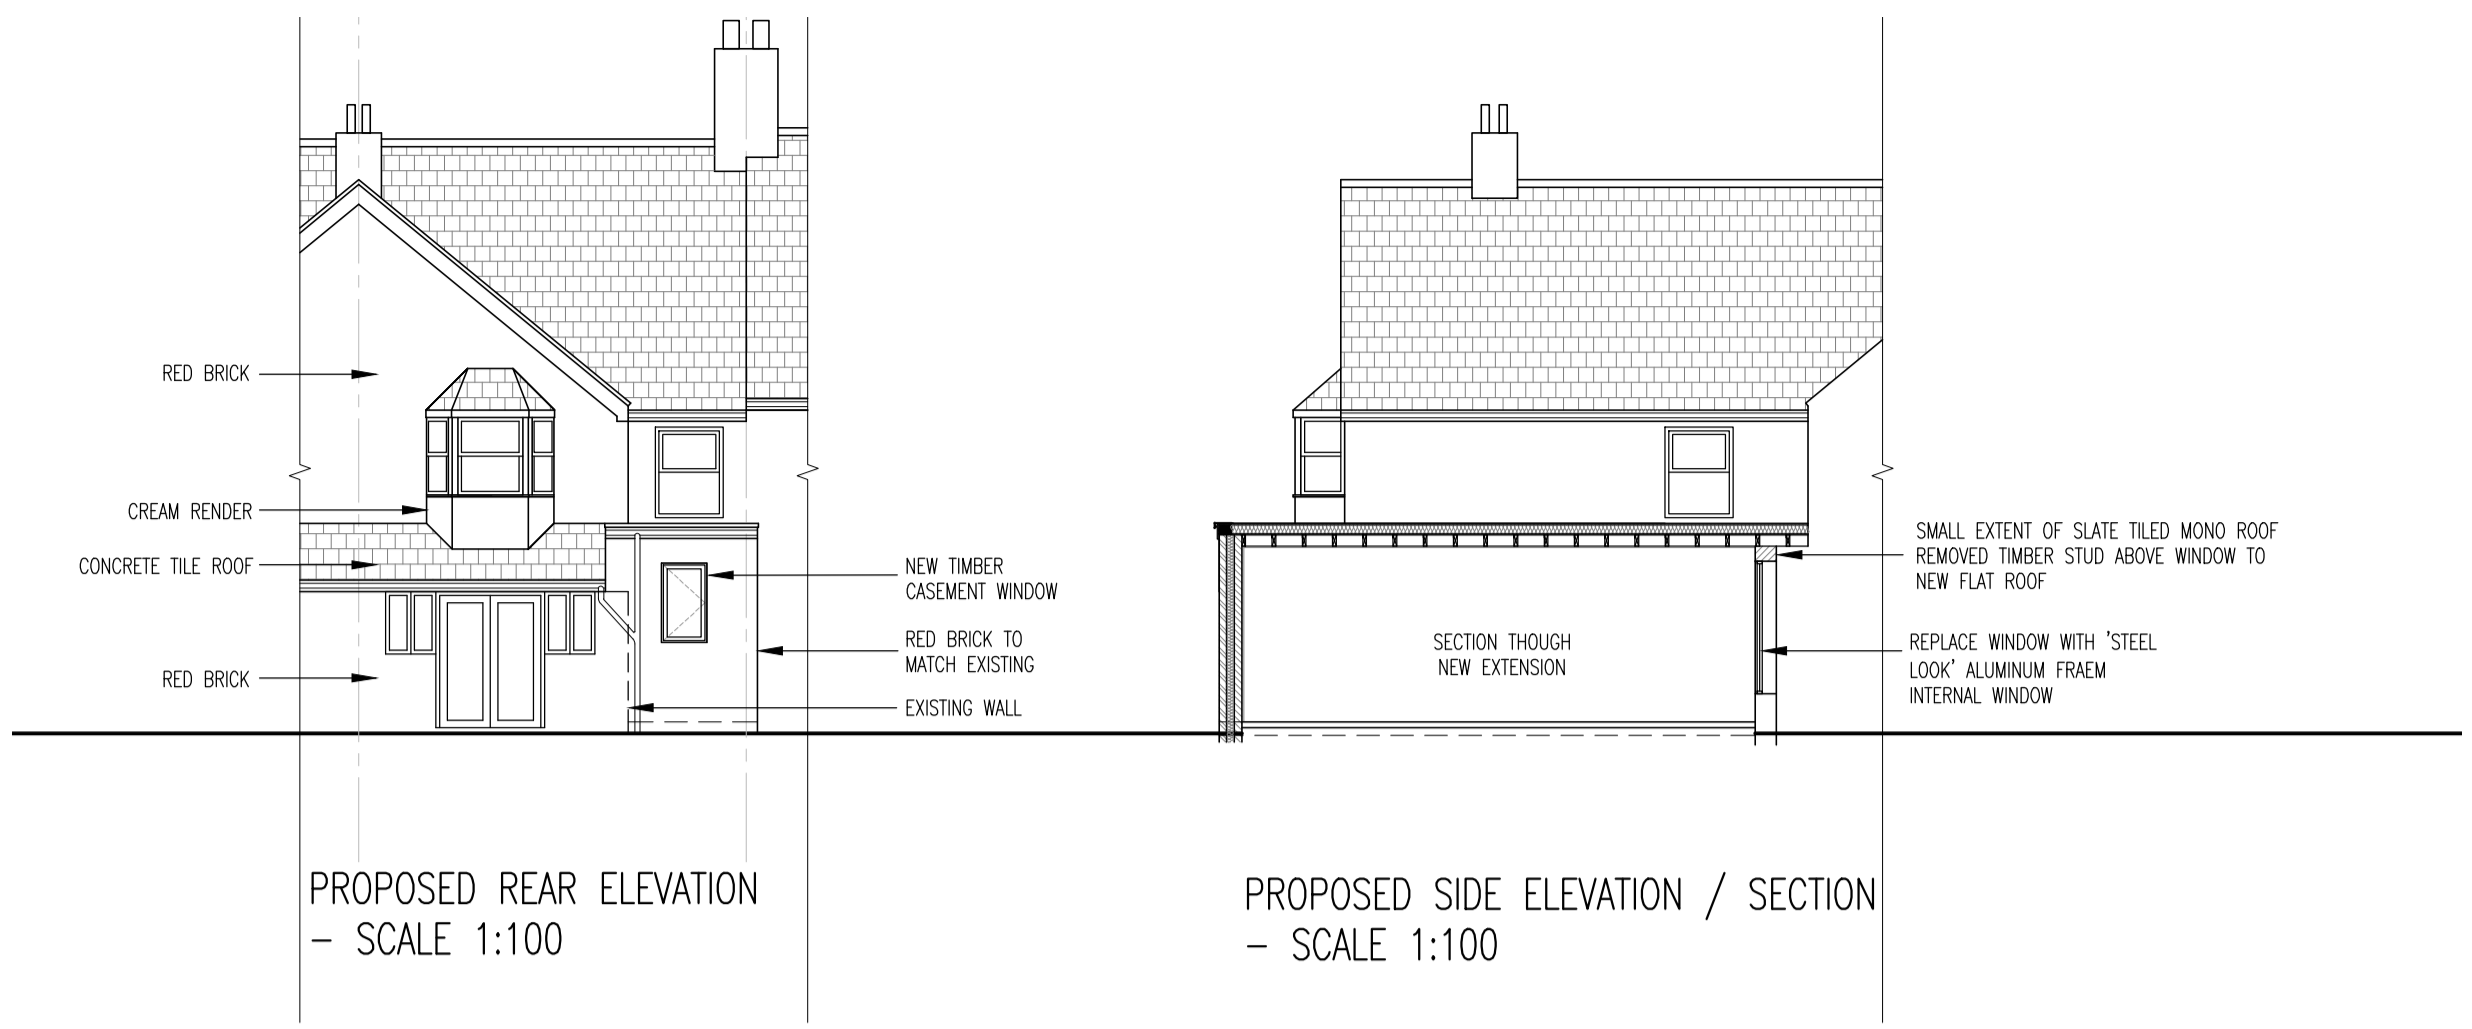 RED BRICK
CREAM RENDER
CONCRETE TILE ROOF
RED BRICK
NEW TIMBER
CASEMENT WINDOW
RED BRICK TO
MATCH EXISTING
EXISTING WALL
PROPOSED REAR ELEVATION
- SCALE 1:100
SECTION THOUGH
NEW EXTENSION
SMALL EXTENT OF SLATE TILED MONO ROOF
REMOVED TIMBER STUD ABOVE WINDOW TO
NEW FLAT ROOF
REPLACE WINDOW WITH 'STEEL
LOOK' ALUMINUM FRAEM
INTERNAL WINDOW
PROPOSED SIDE ELEVATION / SECTION
- SCALE 1:100